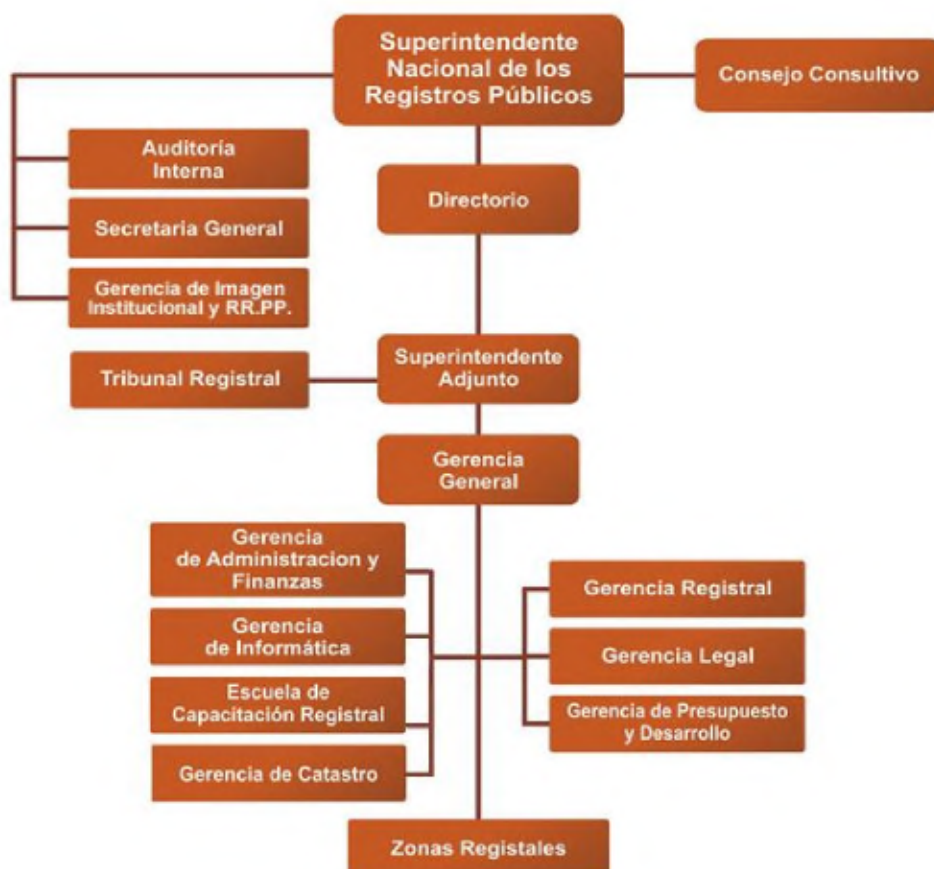 Superintendente
Nacional de los
Registros Públicos
Consejo Consultivo
Auditoría
Interna
Directorio
Secretaria General
Gerencia de Imagen
Institucional y RR.PP.
Tribunal Registral
Superintendente
Adjunto
Gerencia
General
Gerencia
de Administracion y
Finanzas
Gerencia
de Informática
Escuela de
Capacitación Registral
Gerencia de Catastro
Gerencia Registral
Gerencia Legal
Gerencia de Presupuesto
y Desarrollo
Zonas Registales